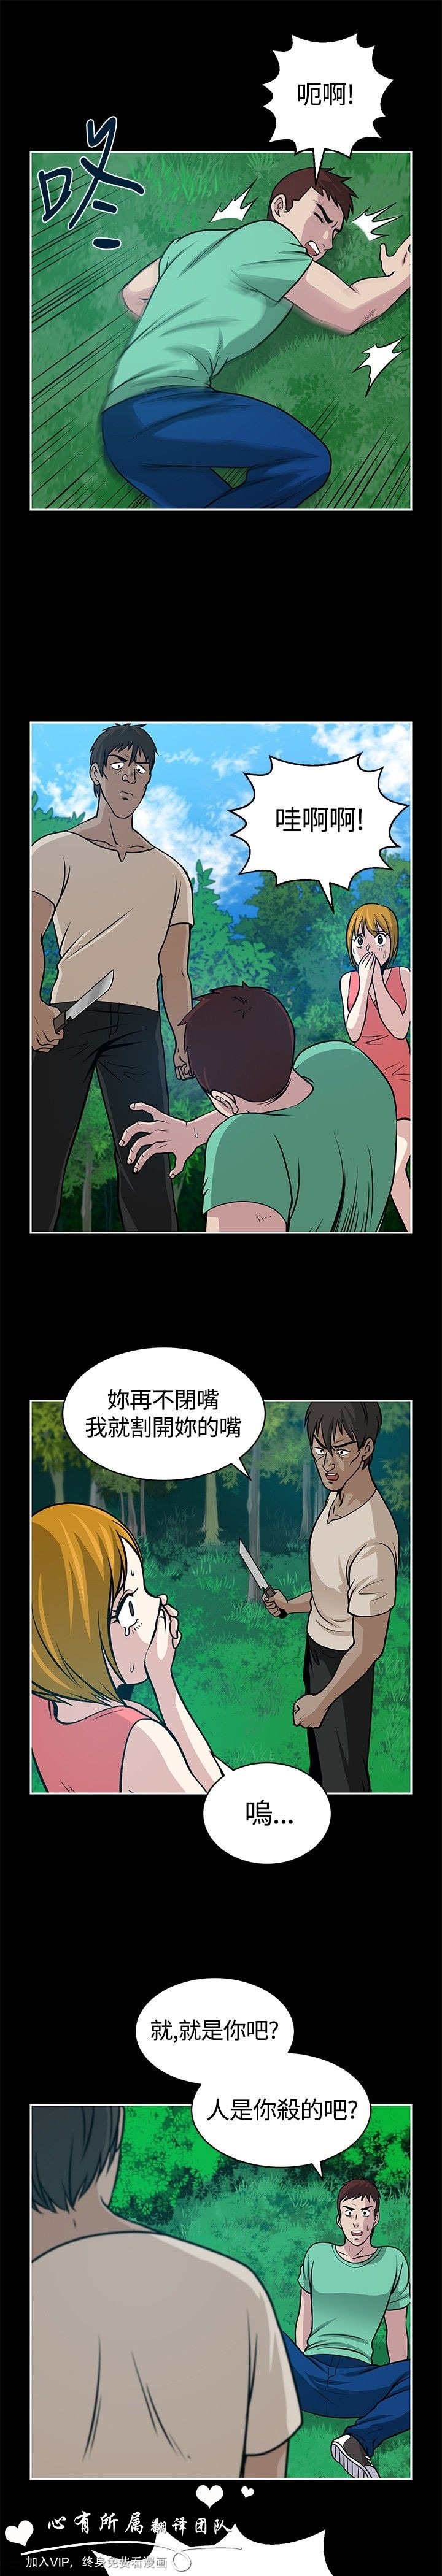 呃啊!
咚
哇啊啊!
妳再不閉嘴
我就割開妳的嘴
嗚...
就,就是你吧?
人是你殺的吧?
心有所属翻译团队
加入VIP，终身免费看漫画